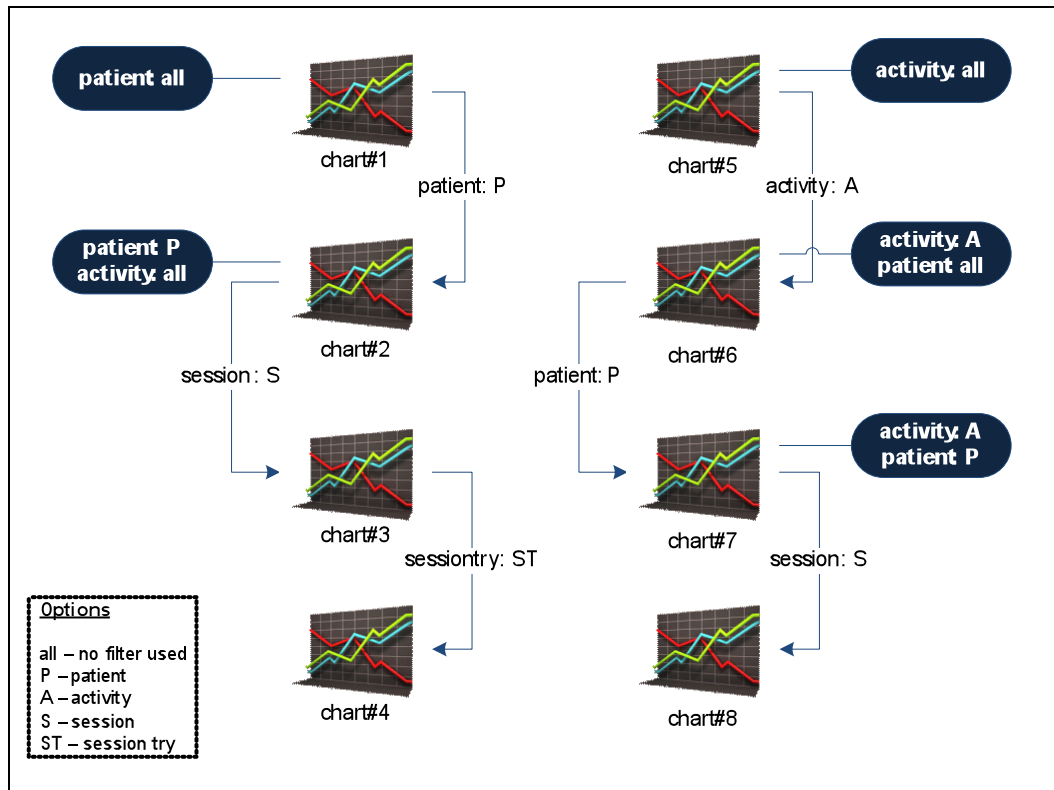 patient: all
chart#1
patient: P
patient: P
activity: all
chart#2
session: S
chart#3
sessiontry: ST
chart#4
activity: all
chart#5
activity: A
activity: A
patient: all
chart#6
patient: P
activity: A
patient: P
chart#7
session: S
chart#8
Options
all – no filter used
P – patient
A – activity
S – session
ST – session try